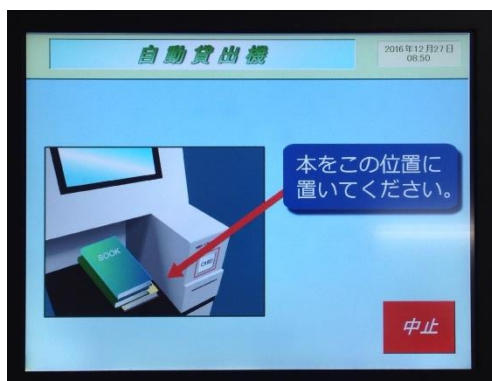 自動貸出機
2016年12月27日
08:50
本をこの位置に
置いてください。
BOOK
中止